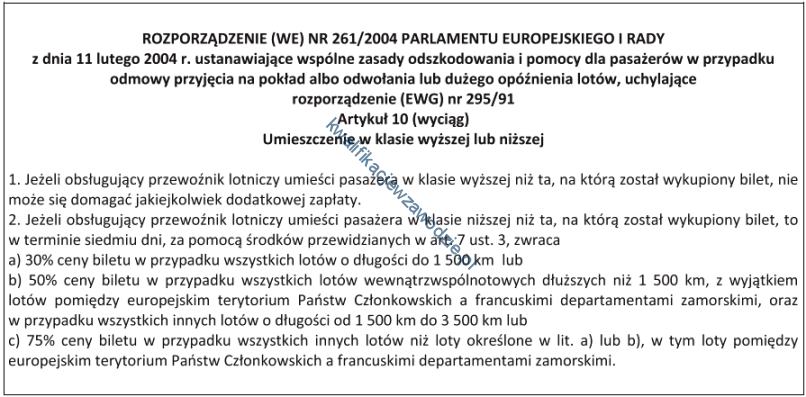 ROZPORZĄDZENIE (WE) NR 261/2004 PARLAMENTU EUROPEJSKIEGO I RADY
z dnia 11 lutego 2004 r. ustanawiające wspólne zasady odszkodowania i pomocy dla pasażerów w przypadku
odmowy przyjęcia na pokład albo odwołania lub dużego opóźnienia lotów, uchylające
rozporządzenie (EWG) nr 295/91
Artykuł 10 (wyciąg)
Umieszczenie w klasie wyższej lub niższej
1. Jeżeli obsługujący przewoźnik lotniczy umieści pasażera w klasie wyższej niż ta, na którą został wykupiony bilet, nie
może się domagać jakiejkolwiek dodatkowej zapłaty.
2. Jeżeli obsługujący przewoźnik lotniczy umieści pasażera w klasie niższej niż ta, na którą został wykupiony bilet, to
w terminie siedmiu dni, za pomocą środków przewidzianych w art. 7 ust. 3, zwraca
a) 30% ceny biletu w przypadku wszystkich lotów o długości do 1 500 km lub
b) 50% ceny biletu w przypadku wszystkich lotów wewnątrzwspólnotowych dłuższych niż 1 500 km, z wyjątkiem
lotów pomiędzy europejskim terytorium Państw Członkowskich a francuskimi departamentami zamorskimi, oraz
w przypadku wszystkich innych lotów o długości od 1 500 km do 3 500 km lub
c) 75% ceny biletu w przypadku wszystkich innych lotów niż loty określone w lit. a) lub b), w tym loty pomiędzy
europejskim terytorium Państw Członkowskich a francuskimi departamentami zamorskimi.
kwalifikacjewzawodzie.pl